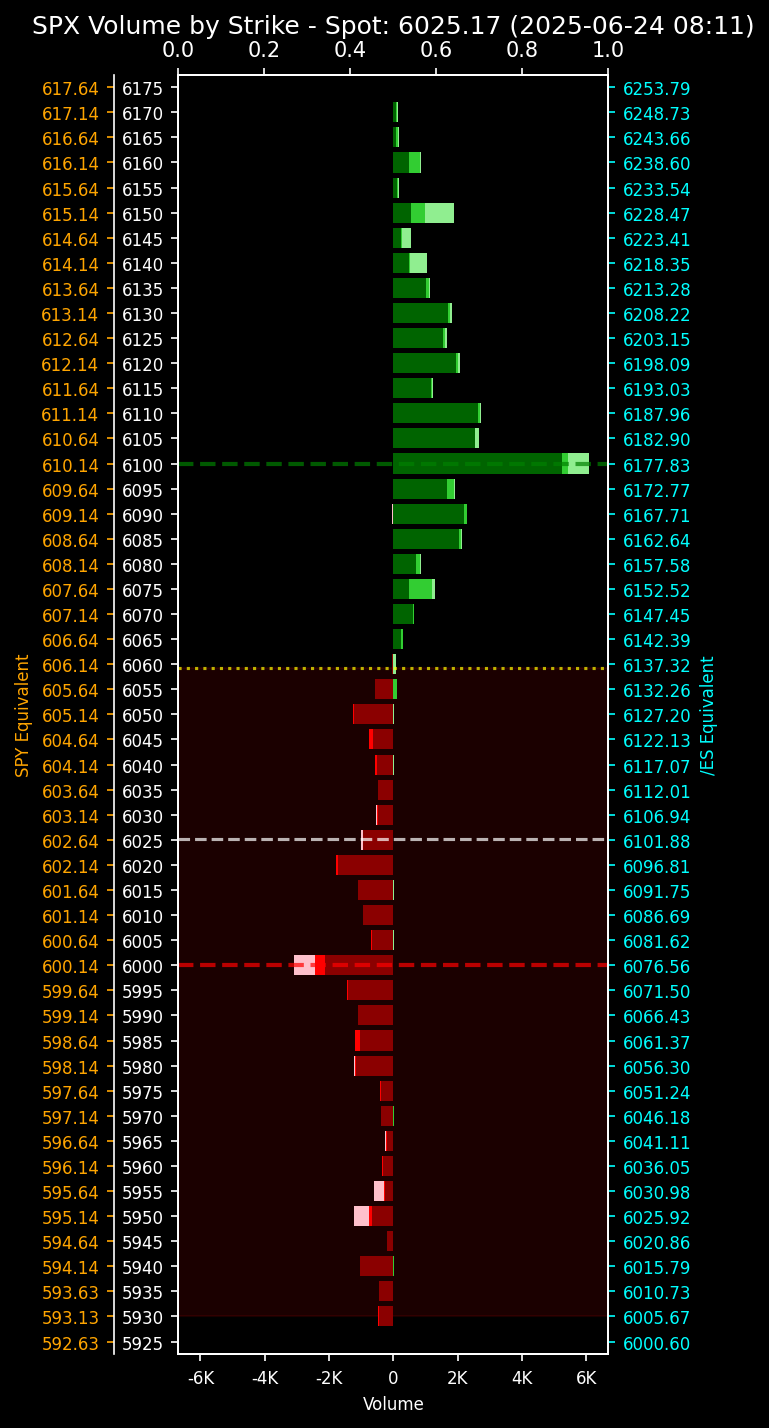 SPX Volume by Strike - Spot: 6025.17 (2025-06-24 08:11)
0.0 0.2 0.4 0.6 0.8 1.0
617.64 6175 6253.79
617.14 6170 6248.73
616.64 6165 6243.66
616.14 6160 6238.60
615.64 6155 6233.54
615.14 6150 6228.47
614.64 6145 6223.41
614.14 6140 6218.35
613.64 6135 6213.28
613.14 6130 6208.22
612.64 6125 6203.15
612.14 6120 6198.09
611.64 6115 6193.03
611.14 6110 6187.96
610.64 6105 6182.90
610.14 6100 6177.83
609.64 6095 6172.77
609.14 6090 6167.71
608.64 6085 6162.64
608.14 6080 6157.58
607.64 6075 6152.52
607.14 6070 6147.45
606.64 6065 6142.39
606.14 6060 6137.32
605.64 6055 6132.26
605.14 6050 6127.20
604.64 6045 6122.13
604.14 6040 6117.07
603.64 6035 6112.01
603.14 6030 6106.94
602.64 6025 6101.88
602.14 6020 6096.81
601.64 6015 6091.75
601.14 6010 6086.69
600.64 6005 6081.62
600.14 6000 6076.56
599.64 5995 6071.50
599.14 5990 6066.43
598.64 5985 6061.37
598.14 5980 6056.30
597.64 5975 6051.24
597.14 5970 6046.18
596.64 5965 6041.11
596.14 5960 6036.05
595.64 5955 6030.98
595.14 5950 6025.92
594.64 5945 6020.86
594.14 5940 6015.79
593.63 5935 6010.73
593.13 5930 6005.67
592.63 5925 6000.60
SPY Equivalent
/ES Equivalent
-6K -4K -2K 0 2K 4K 6K
Volume